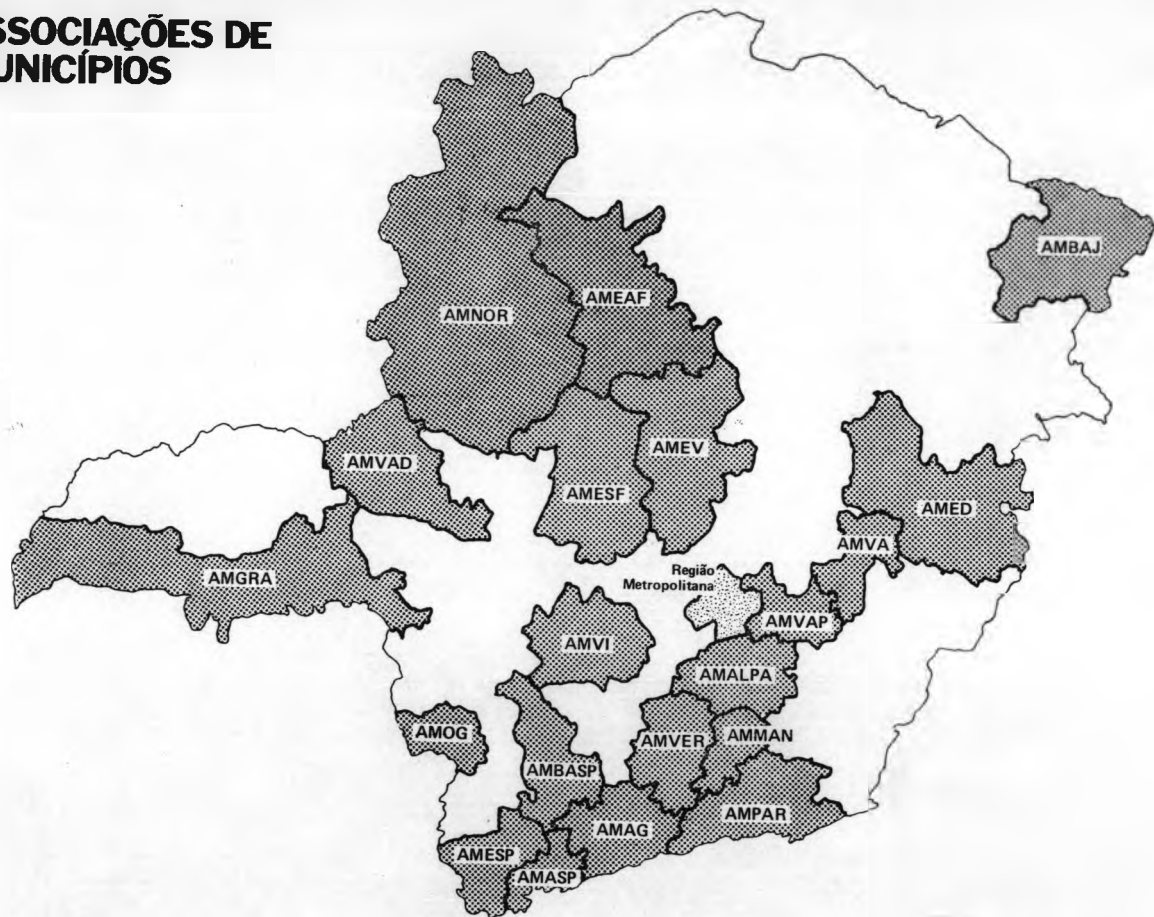 SSOCIAÇÕES DE
UNICÍPIOS
AMBAJ
AMEAF
AMNOR
AMEV
AMVAD
AMESF
AMED
AMVA
Região
Metropolitana
AMGRA
AMVAP
AMVI
AMALPA
AMOG
AMVER
AMMAN
AMBASP
AMPAR
AMAG
AMESP
AMASP